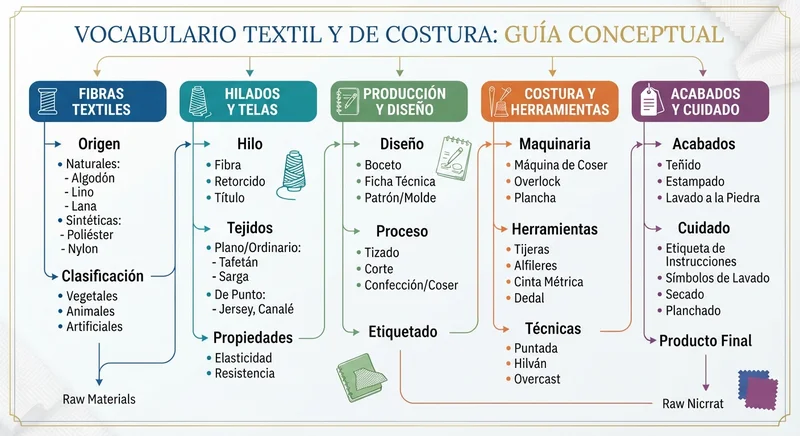 VOCABULARIO TEXTIL Y DE COSTURA: GUÍA CONCEPTUAL
FIBRAS
TEXTILES
Origen
• Naturales:
- Algodón
- Lino
- Lana
• Sintéticas:
- Poliéster
- Nylon
Clasificación
• Vegetales
• Animales
• Artificiales
Raw Materials
HILADOS
Y TELAS
Hilo
• Fibra
• Retorcido
• Título
Tejidos
• Plano/Ordinario:
- Tafetán
- Sarga
• De Punto:
- Jersey, Canalé
Propiedades
• Elasticidad
• Resistencia
PRODUCCIÓN
Y DISEÑO
Diseño
• Boceto
• Ficha Técnica
• Patrón/Molde
Proceso
• Tizado
• Corte
• Confección/Coser
Etiquetado
COSTURA Y
HERRAMIENTAS
Maquinaria
• Máquina de Coser
• Overlock
• Plancha
Herramientas
• Tijeras
• Alfileres
• Cinta Métrica
• Dedal
Técnicas
• Puntada
• Hilván
• Overcast
ACABADOS
Y CUIDADO
Acabados
• Teñido
• Estampado
• Lavado a la Piedra
Cuidado
• Etiqueta de
Instrucciones
• Símbolos de Lavado
• Secado
• Planchado
Producto Final
Raw Nicrrat